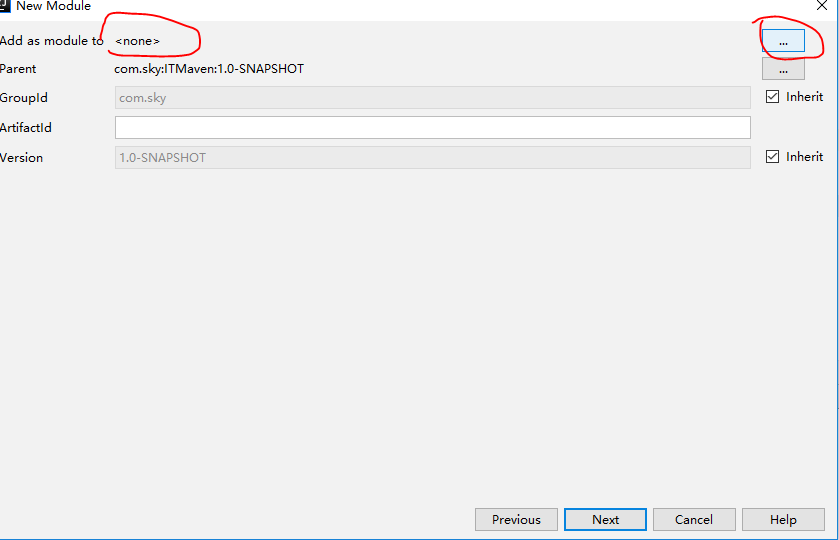 New Module
Add as module to <none> ...
Parent com.sky:ITMaven:1.0-SNAPSHOT ...
GroupId com.sky Inherit
ArtifactId
Version 1.0-SNAPSHOT Inherit
Previous Next Cancel Help